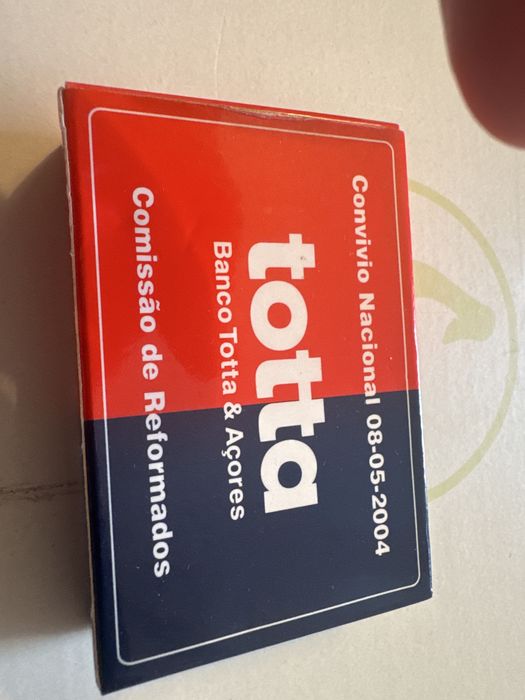 Convivio Nacional 08-05-2004
totta
Banco Totta & Açores
Comissão de Reformados